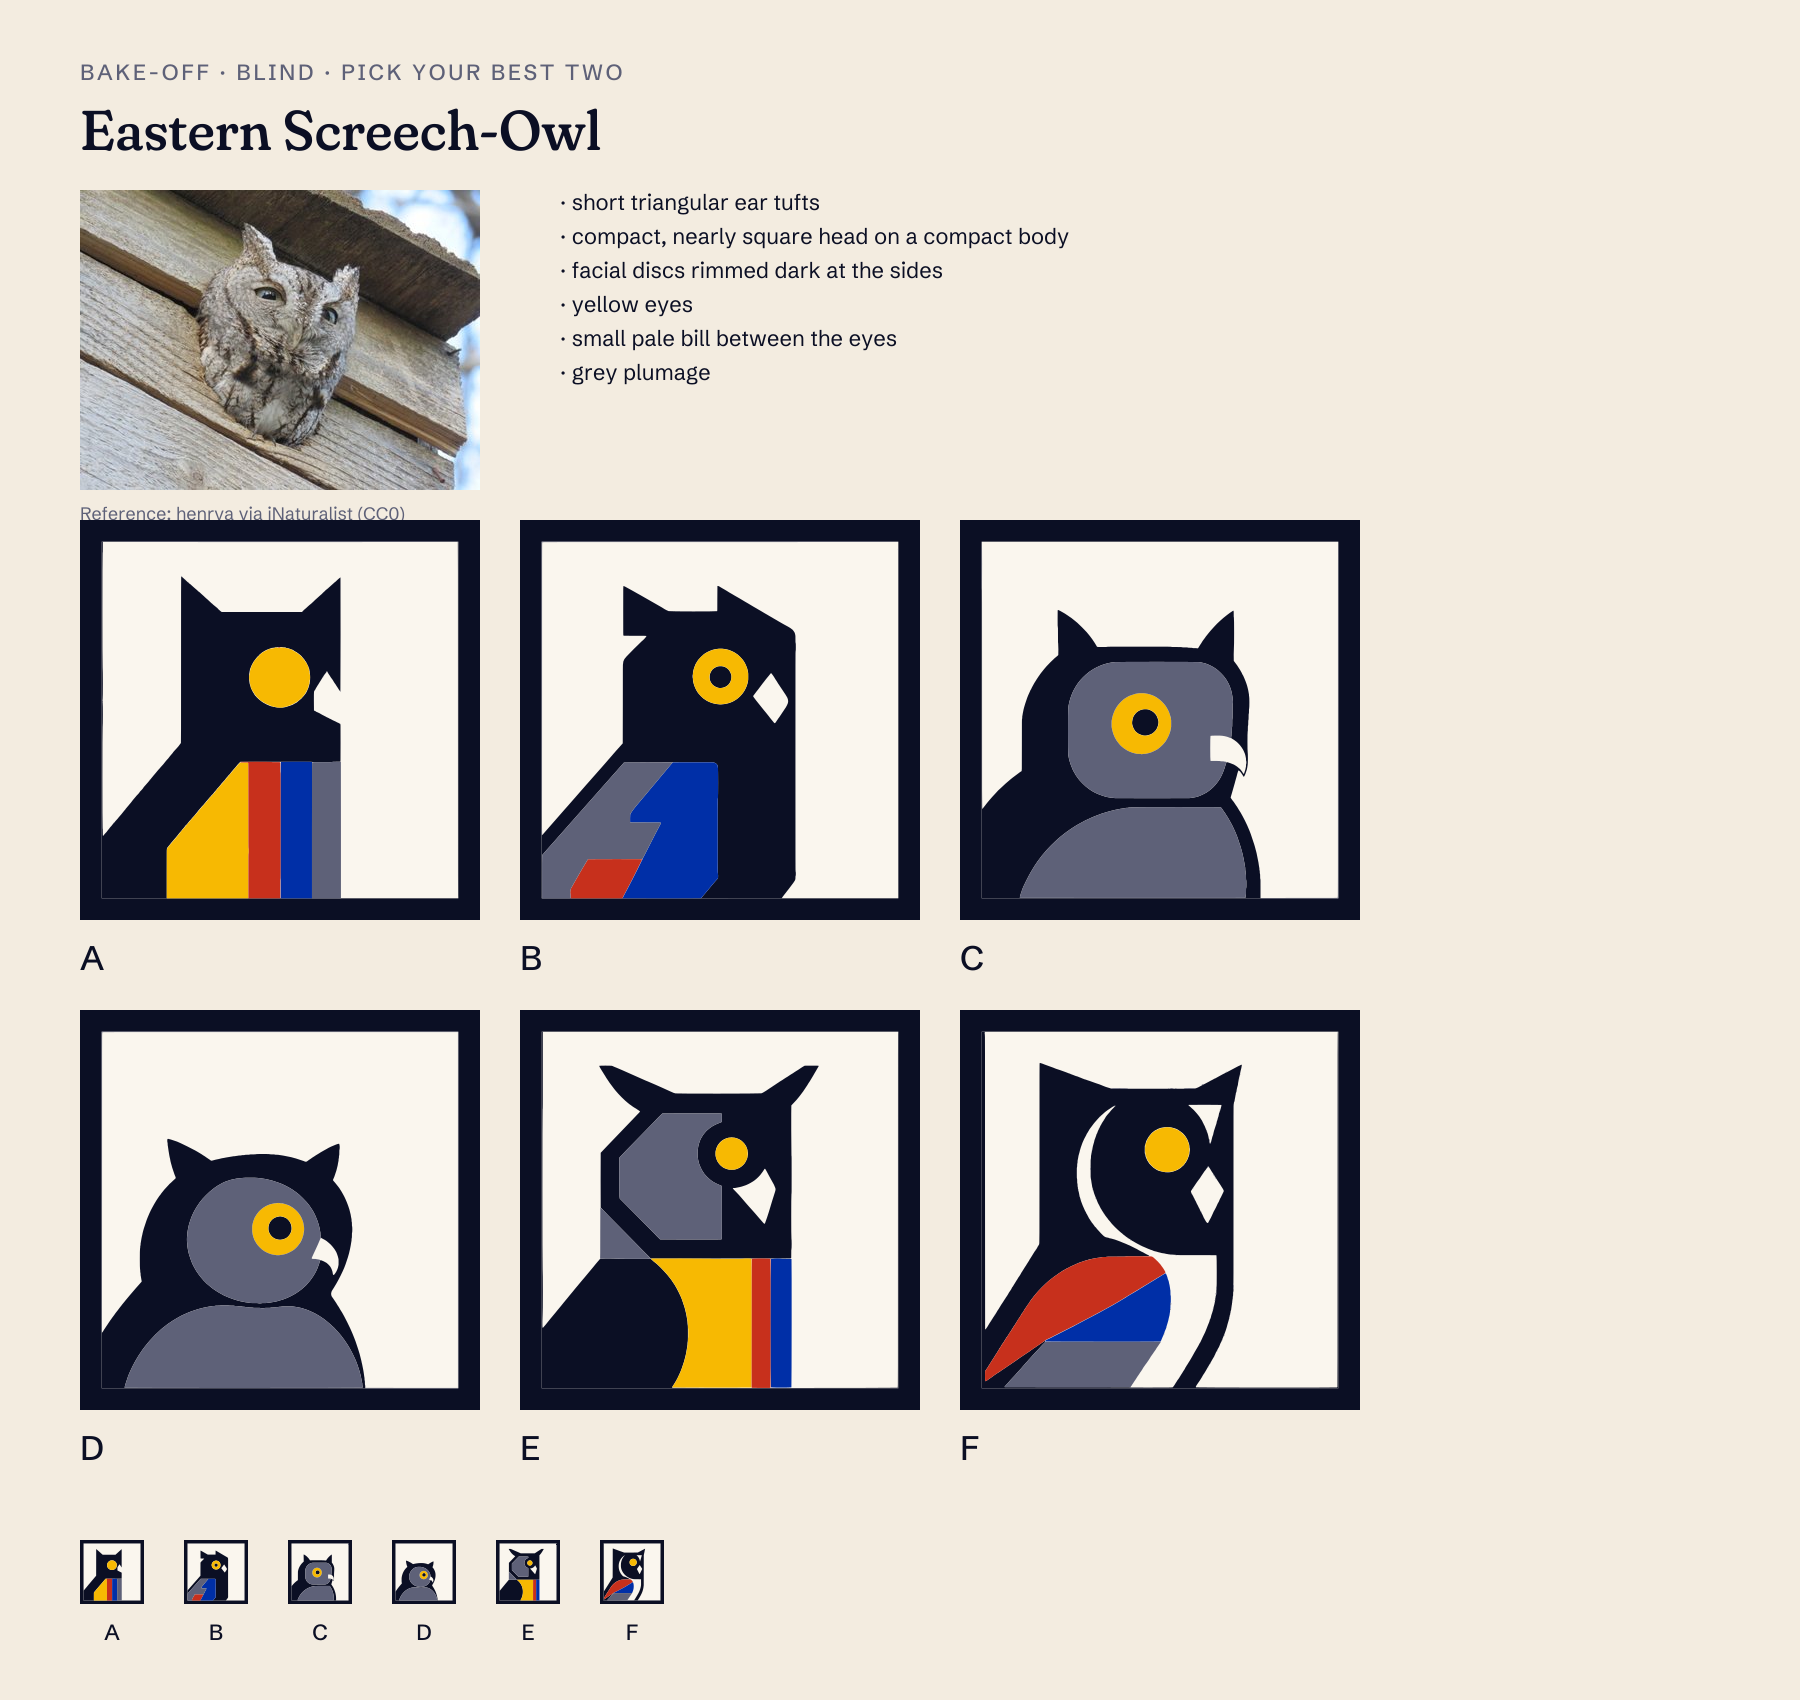 BAKE-OFF · BLIND · PICK YOUR BEST TWO
Eastern Screech-Owl
· short triangular ear tufts
· compact, nearly square head on a compact body
· facial discs rimmed dark at the sides
· yellow eyes
· small pale bill between the eyes
· grey plumage
Reference: henrya via iNaturalist (CC0)
A
B
C
D
E
F
A
B
C
D
E
F